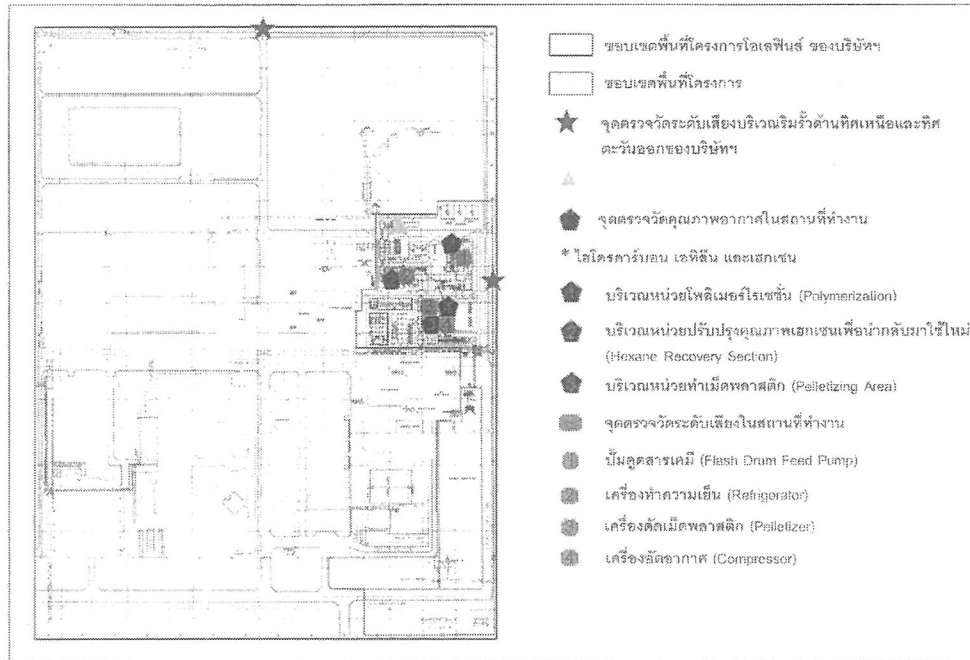 ขอบเขตพื้นที่โครงการโอเลฟินส์ ของบริษัทฯ
ขอบเขตพื้นที่โครงการ
จุดตรวจวัดระดับเสียงบริเวณริมรั้วด้านทิศเหนือและทิศ
ตะวันออกของบริษัทฯ
จุดตรวจวัดคุณภาพอากาศในสถานที่ทำงาน
* ไฮโดรคาร์บอน เอทิลีน และเฮกเซน
บริเวณหน่วยโพลิเมอร์ไรเซชั่น (Polymerization)
บริเวณหน่วยปรับปรุงคุณภาพเฮกเซนเพื่อนำกลับมาใช้ใหม่
(Hexane Recovery Section)
บริเวณหน่วยทำเม็ดพลาสติก (Pelletizing Area)
จุดตรวจวัดระดับเสียงในสถานที่ทำงาน
1 ปั๊มดูดสารเคมี (Flash Drum Feed Pump)
2 เครื่องทำความเย็น (Refrigerator)
3 เครื่องตัดเม็ดพลาสติก (Pelletizer)
4 เครื่องอัดอากาศ (Compressor)